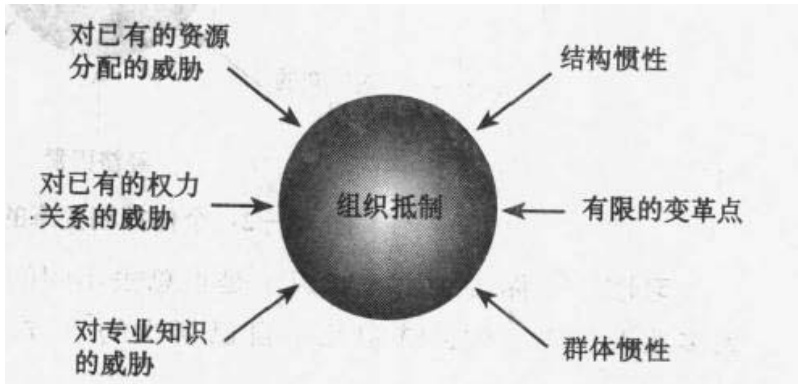 对已有的资源
分配的威胁
结构惯性
对已有的权力
关系的威胁
组织抵制
有限的变革点
对专业知识
的威胁
群体惯性